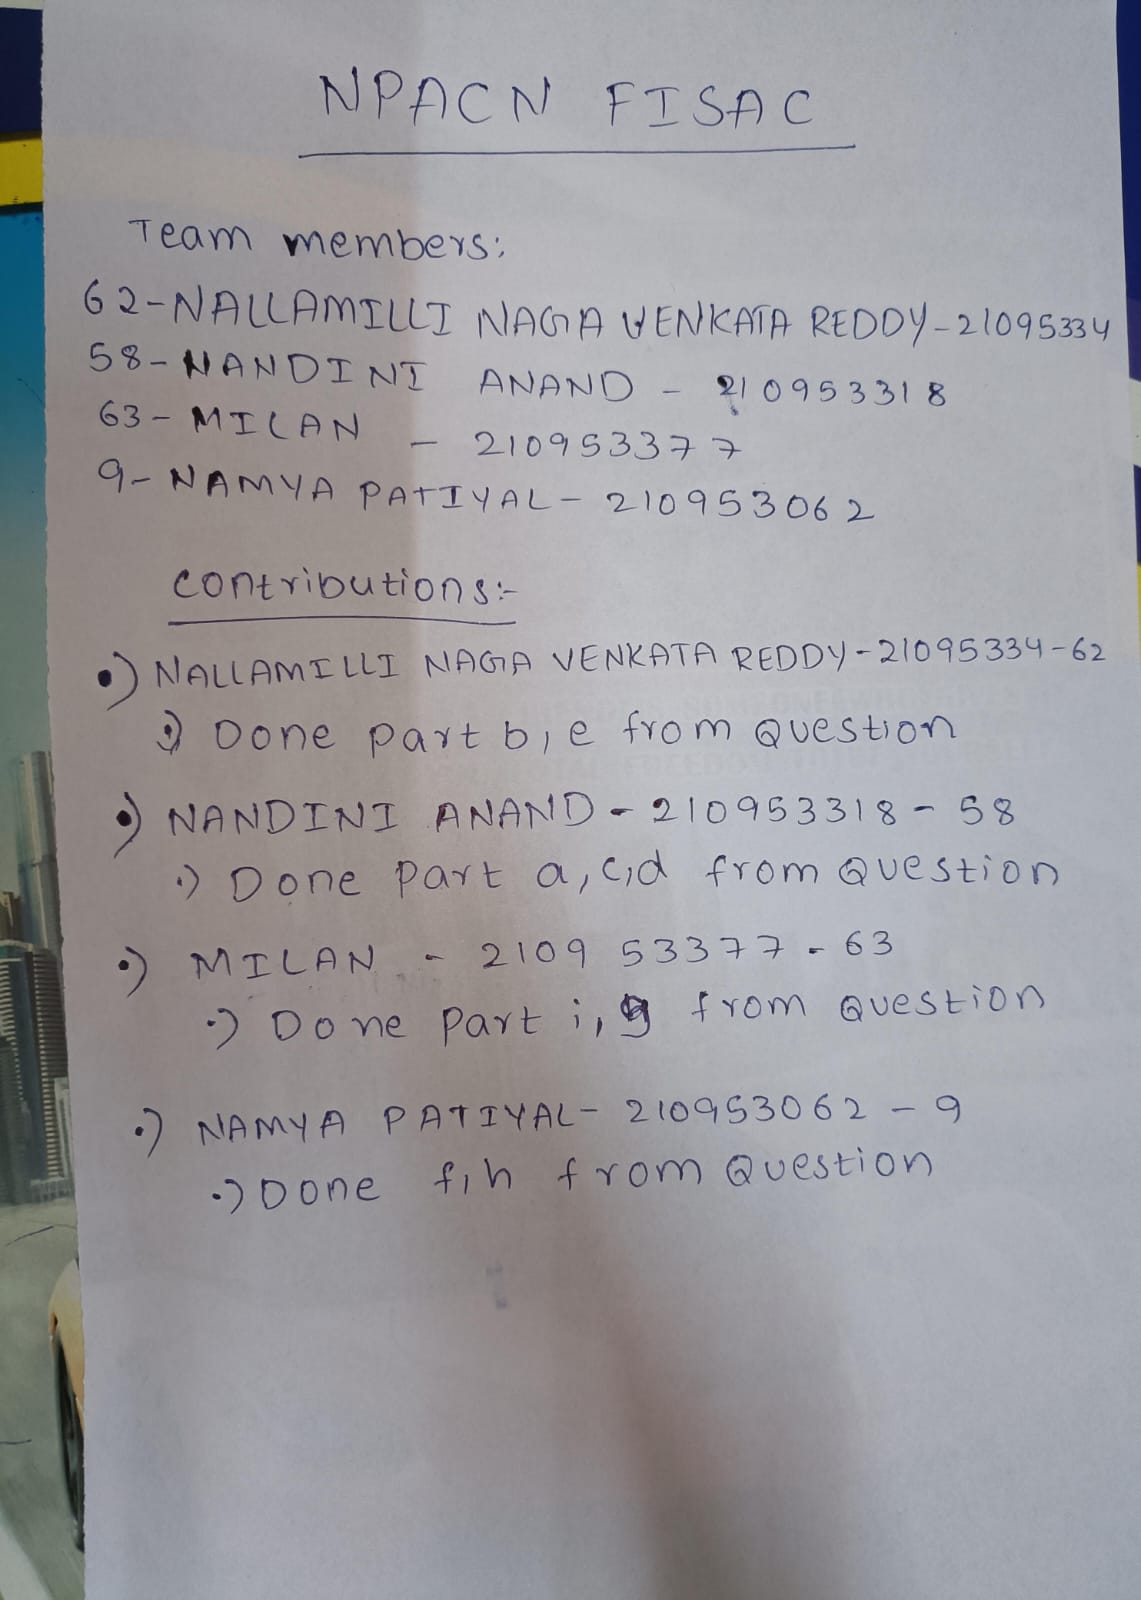 NPACN FISAC
Team members:
62-NALLAMILLI NAGA VENKATA REDDY-21095334
58-NANDINI ANAND - 210953318
63-MILAN - 210953377
9-NAMYA PATIYAL- 210953062
contributions:-
•) NALLAMILLI NAGA VENKATA REDDY-21095334-62
•) Done part b,e from Question
•) NANDINI ANAND-210953318-58
•) Done part a,c,d from Question
•) MILAN - 210953377-63
•) Done part i,g from Question
•) NAMYA PATIYAL- 210953062-9
•) Done f,h from Question